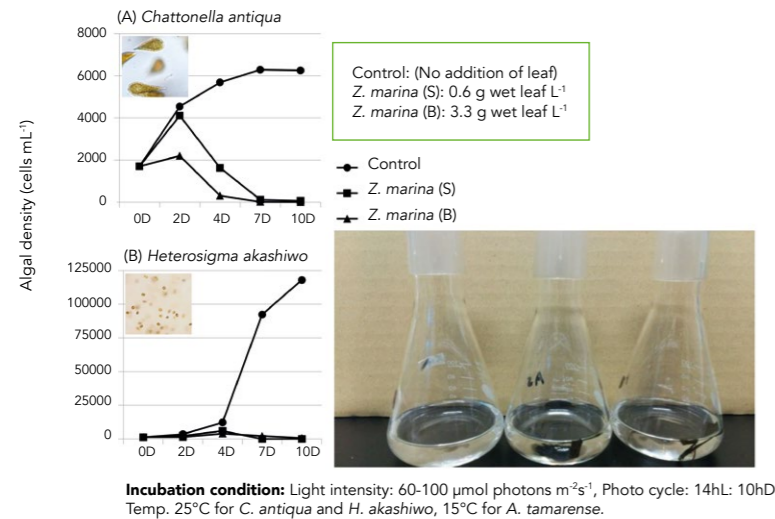 (A) Chattonella antiqua
8000
6000
4000
2000
0
0D 2D 4D 7D 10D
Control: (No addition of leaf)
Z. marina (S): 0.6 g wet leaf L⁻¹
Z. marina (B): 3.3 g wet leaf L⁻¹
Control
Z. marina (S)
Z. marina (B)
Algal density (cells mL⁻¹)
(B) Heterosigma akashiwo
125000
100000
75000
50000
25000
0
0D 2D 4D 7D 10D
Incubation condition: Light intensity: 60-100 µmol photons m⁻²s⁻¹, Photo cycle: 14hL: 10hD
Temp. 25°C for C. antiqua and H. akashiwo, 15°C for A. tamarense.